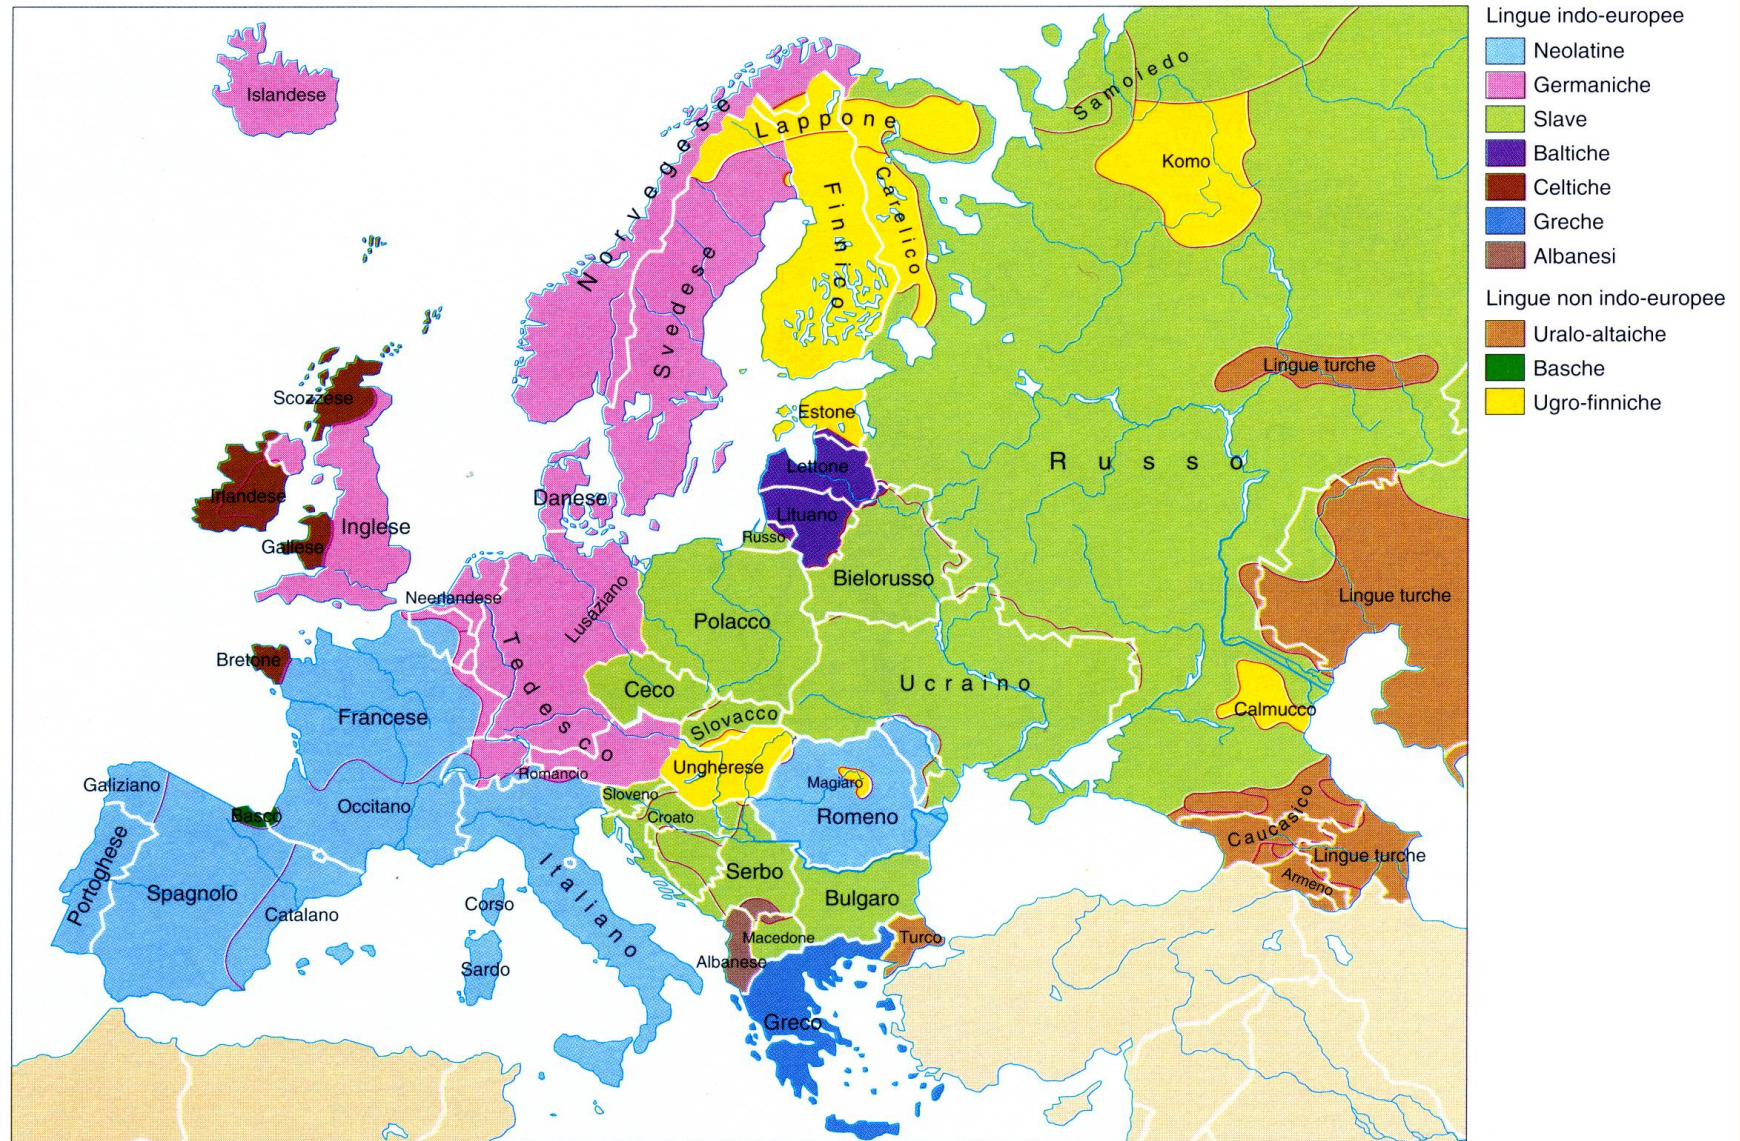 Lingue indo-europee
Neolatine
Germaniche
Slave
Baltiche
Celtiche
Greche
Albanesi
Lingue non indo-europee
Uralo-altaiche
Basche
Ugro-finniche
Islandese
Samoiedo
Norvegese
Lappone
Komo
Carelico
Finnico
Svedese
Lingue turche
Scozzese
Estone
Russo
Lettone
Irlandese
Danese
Lituano
Inglese
Russo
Gallese
Bielorusso
Neerlandese
Lingue turche
Lusaziano
Polacco
Tedesco
Bretone
Ceco
Ucraino
Calmucco
Francese
Slovacco
Ungherese
Romancio
Magiaro
Galiziano
Sloveno
Occitano
Basco
Croato
Romeno
Caucasico
Portoghese
Italiano
Serbo
Lingue turche
Armeno
Spagnolo
Bulgaro
Corso
Catalano
Macedone
Turco
Albanese
Sardo
Greco